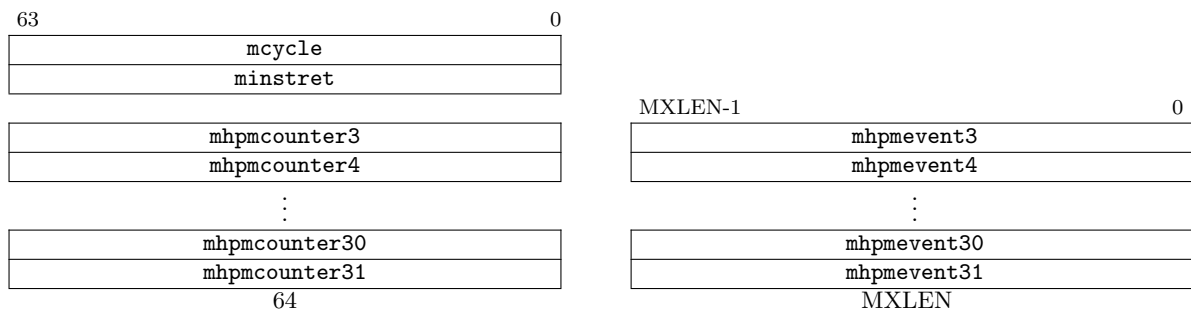 63 0
mcycle
minstret
mhpmcounter3
mhpmcounter4
⋮
mhpmcounter30
mhpmcounter31
64
MXLEN-1 0
mhpmevent3
mhpmevent4
⋮
mhpmevent30
mhpmevent31
MXLEN